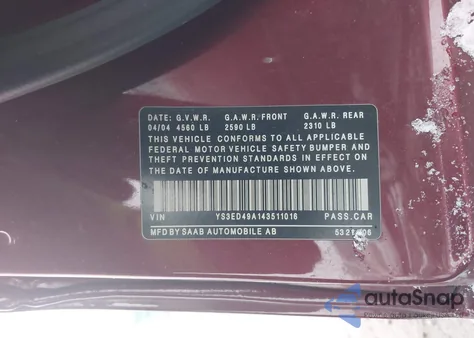 DATE: G.V.W.R. G.A.W.R. FRONT G.A.W.R. REAR
04/04 4560 LB 2590 LB 2310 LB
THIS VEHICLE CONFORMS TO ALL APPLICABLE
FEDERAL MOTOR VEHICLE SAFETY BUMPER AND
THEFT PREVENTION STANDARDS IN EFFECT ON
THE DATE OF MANUFACTURE SHOWN ABOVE.
VIN YS3ED49A143511016 PASS.CAR
MFD BY SAAB AUTOMOBILE AB
autoSnap